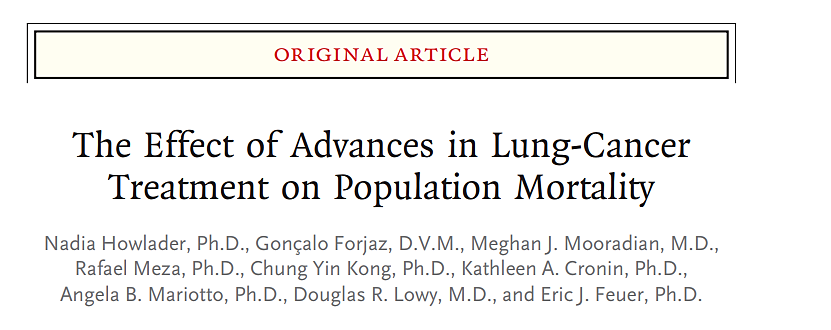 ORIGINAL ARTICLE
The Effect of Advances in Lung-Cancer
Treatment on Population Mortality
Nadia Howlader, Ph.D., Gonçalo Forjaz, D.V.M., Meghan J. Mooradian, M.D.,
Rafael Meza, Ph.D., Chung Yin Kong, Ph.D., Kathleen A. Cronin, Ph.D.,
Angela B. Mariotto, Ph.D., Douglas R. Lowy, M.D., and Eric J. Feuer, Ph.D.